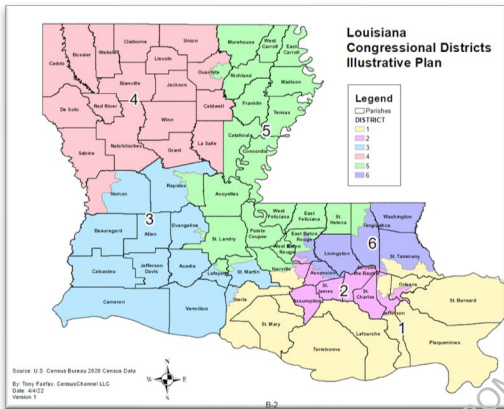 Louisiana
Congressional Districts
Illustrative Plan
Legend
Parishes
DISTRICT
1
2
3
4
5
6
Claiborne
Union
Morehouse
West
Carroll
East
Carroll
Bossier
Webster
Lincoln
Caddo
Ouachita
Richland
Madison
Bienville
Jackson
De Soto
Red River
4
Caldwell
Franklin
Tensas
Winn
5
Natchitoches
La Salle
Catahoula
Sabine
Grant
Concordia
Vernon
Rapides
Avoyelles
3
Beauregard
Allen
Evangeline
St. Landry
Pointe
Coupee
West
Feliciana
East
Feliciana
St.
Helena
Washington
Tangipahoa
6
East Baton
Rouge
West Baton
Rouge
Livingston
St. Tammany
Calcasieu
Jefferson
Davis
Acadia
Lafayette
St. Martin
Iberville
Ascension
St. John
the Baptist
Orleans
St. Bernard
Cameron
Vermilion
Iberia
St.
James
2
St.
Charles
Assumption
Jefferson
1
St. Mary
Lafourche
Plaquemines
Terrebonne
Source: U.S. Census Bureau 2020 Census Data
By: Tony Fairfax, CensusChannel LLC
Date: 4/4/22
Version 1
N
W
E
S
B-2